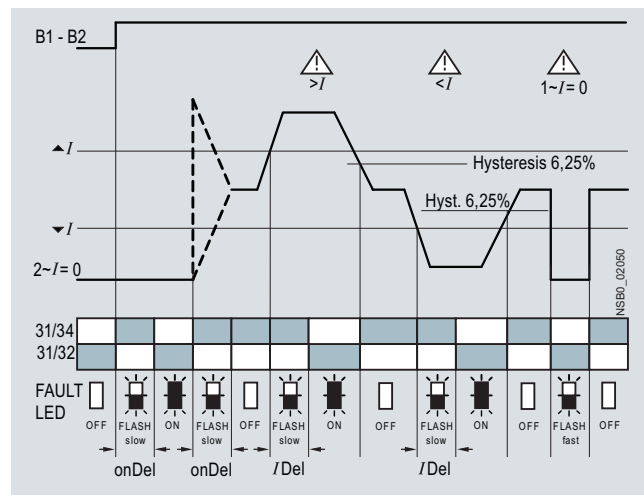 B1 - B2
>I
<I
1~I= 0
▲I
Hysteresis 6,25%
Hyst. 6,25%
▼I
2~I= 0
NSB0_02050
31/34
31/32
FAULT
LED
OFF FLASH slow ON FLASH slow OFF FLASH slow ON OFF FLASH slow ON OFF FLASH fast OFF
onDel onDel IDel IDel